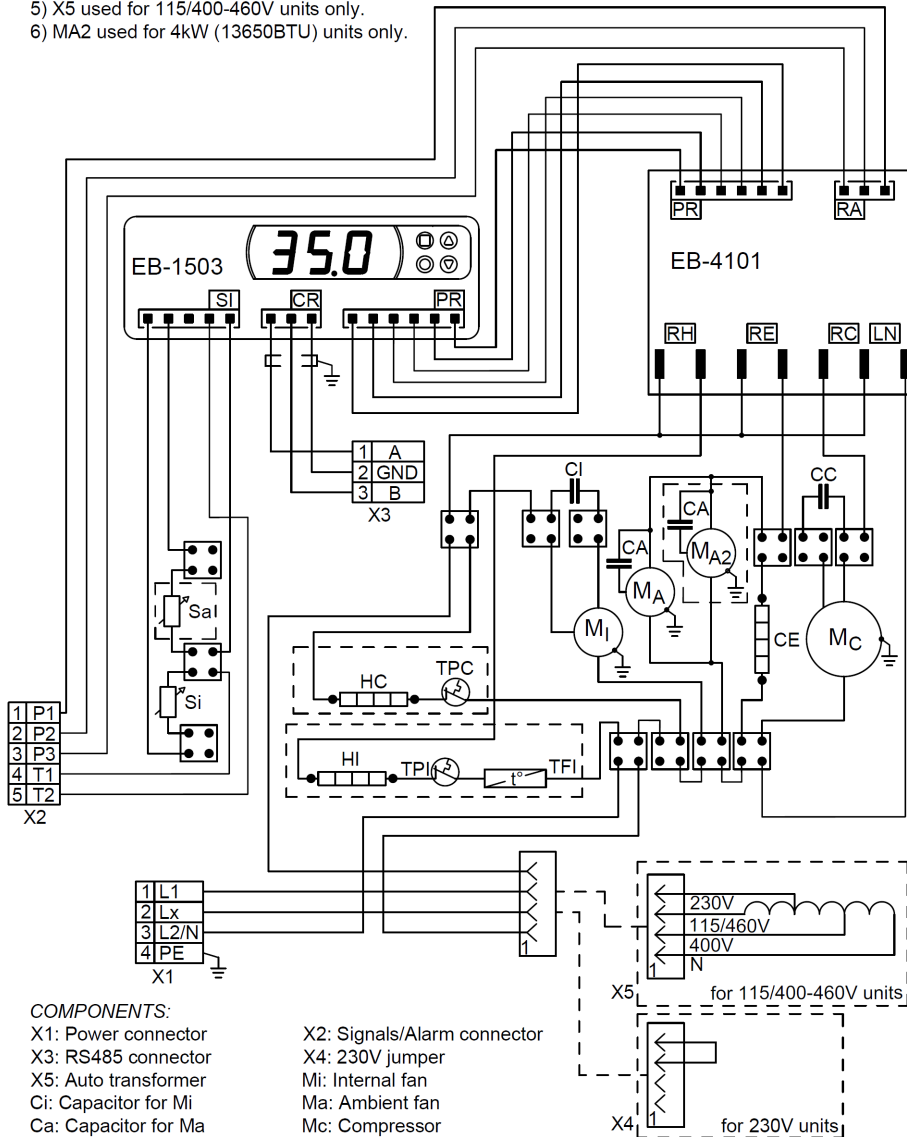 5) X5 used for 115/400-460V units only.
6) MA2 used for 4kW (13650BTU) units only.
PR
RA
EB-4101
EB-1503
35.0
SI
CR
PR
RH
RE
RC
LN
1 A
2 GND
3 B
X3
CI
CC
CA
CA
MA2
MA
MI
CE
MC
Sa
Si
HC
TPC
HI
TPI
t°
TFI
1 P1
2 P2
3 P3
4 T1
5 T2
X2
1 L1
2 Lx
3 L2/N
4 PE
X1
1
230V
115/460V
400V
N
1
X5
for 115/400-460V units
1
X4
for 230V units
COMPONENTS:
X1: Power connector
X2: Signals/Alarm connector
X3: RS485 connector
X4: 230V jumper
X5: Auto transformer
Mi: Internal fan
Ci: Capacitor for Mi
Ma: Ambient fan
Ca: Capacitor for Ma
Mc: Compressor